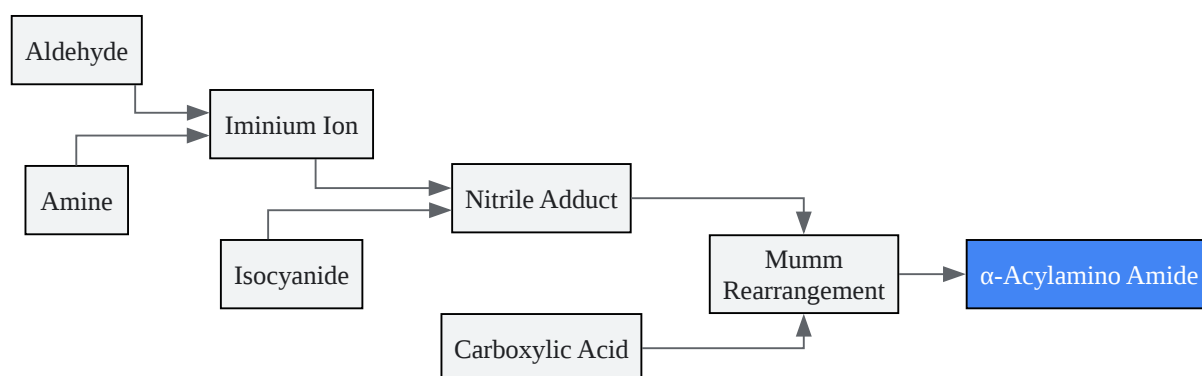 Aldehyde
Iminium Ion
Amine
Nitrile Adduct
Isocyanide
Mumm
Rearrangement
α-Acylamino Amide
Carboxylic Acid